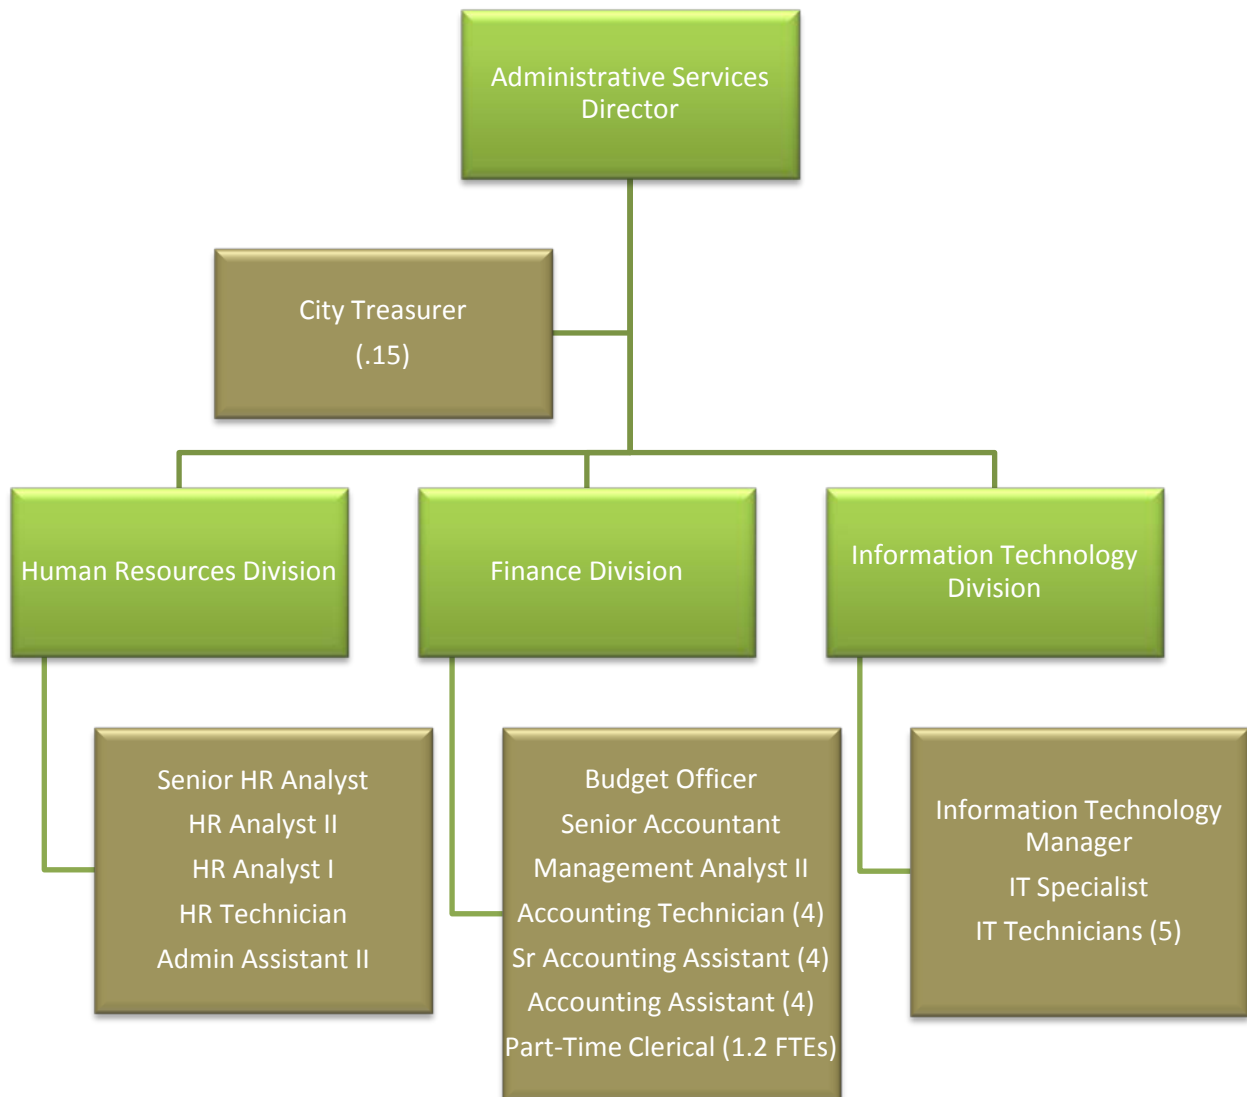 Administrative Services
Director
City Treasurer
(.15)
Human Resources Division
Finance Division
Information Technology
Division
Senior HR Analyst
HR Analyst II
HR Analyst I
HR Technician
Admin Assistant II
Budget Officer
Senior Accountant
Management Analyst II
Accounting Technician (4)
Sr Accounting Assistant (4)
Accounting Assistant (4)
Part-Time Clerical (1.2 FTEs)
Information Technology
Manager
IT Specialist
IT Technicians (5)